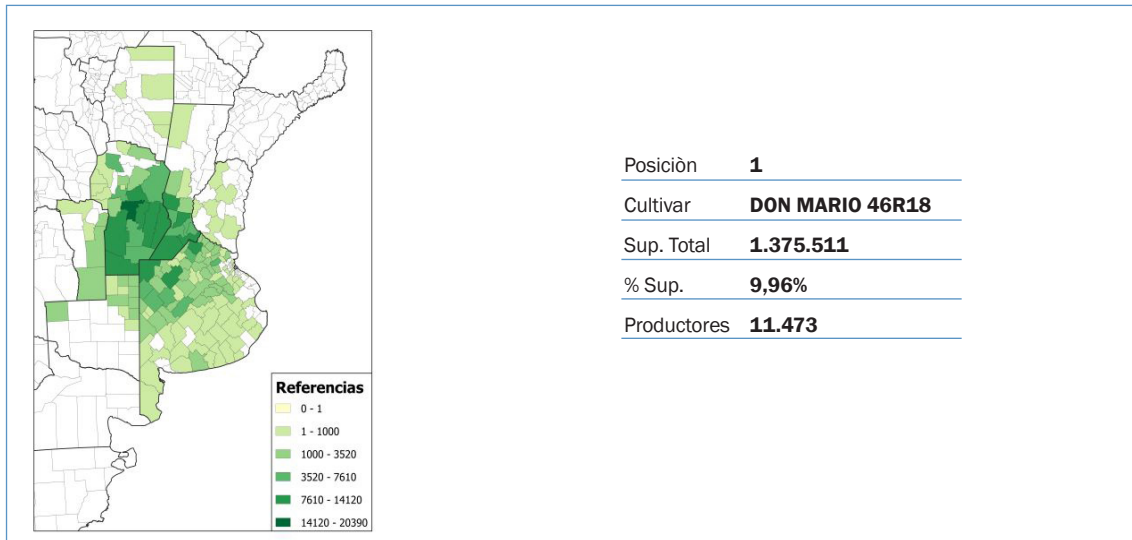 Posiciòn 1
Cultivar DON MARIO 46R18
Sup. Total 1.375.511
% Sup. 9,96%
Productores 11.473
Referencias
0 - 1
1 - 1000
1000 - 3520
3520 - 7610
7610 - 14120
14120 - 20390